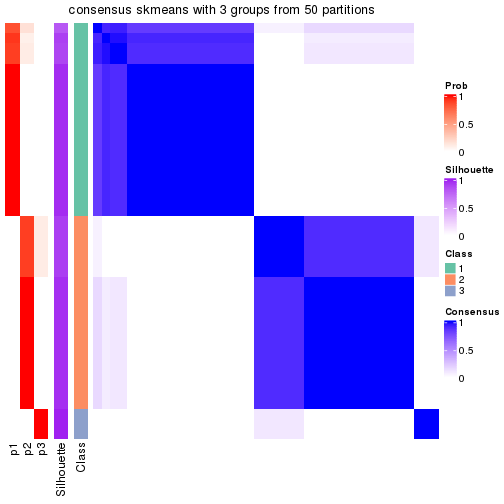 consensus skmeans with 3 groups from 50 partitions
Prob
1
0.5
0
Silhouette
1
0.5
0
Class
1
2
3
Consensus
1
0.5
0
p1
p2
p3
Silhouette
Class